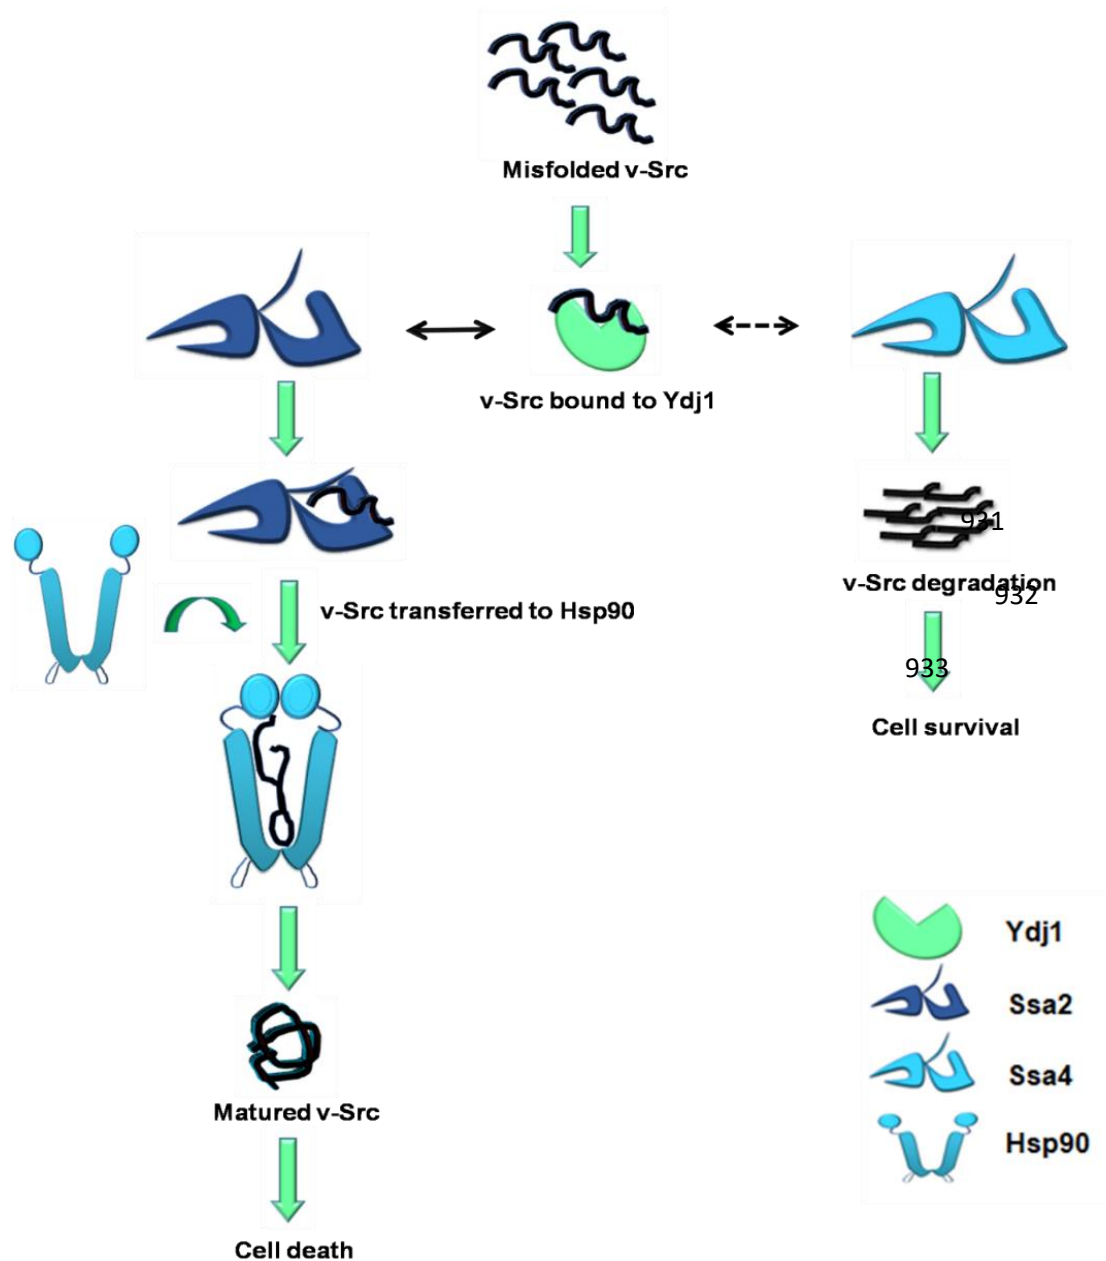 Misfolded v-Src
v-Src bound to Ydj1
931
v-Src degradation
932
v-Src transferred to Hsp90
933
Cell survival
Ydj1
Ssa2
Ssa4
Hsp90
Matured v-Src
Cell death